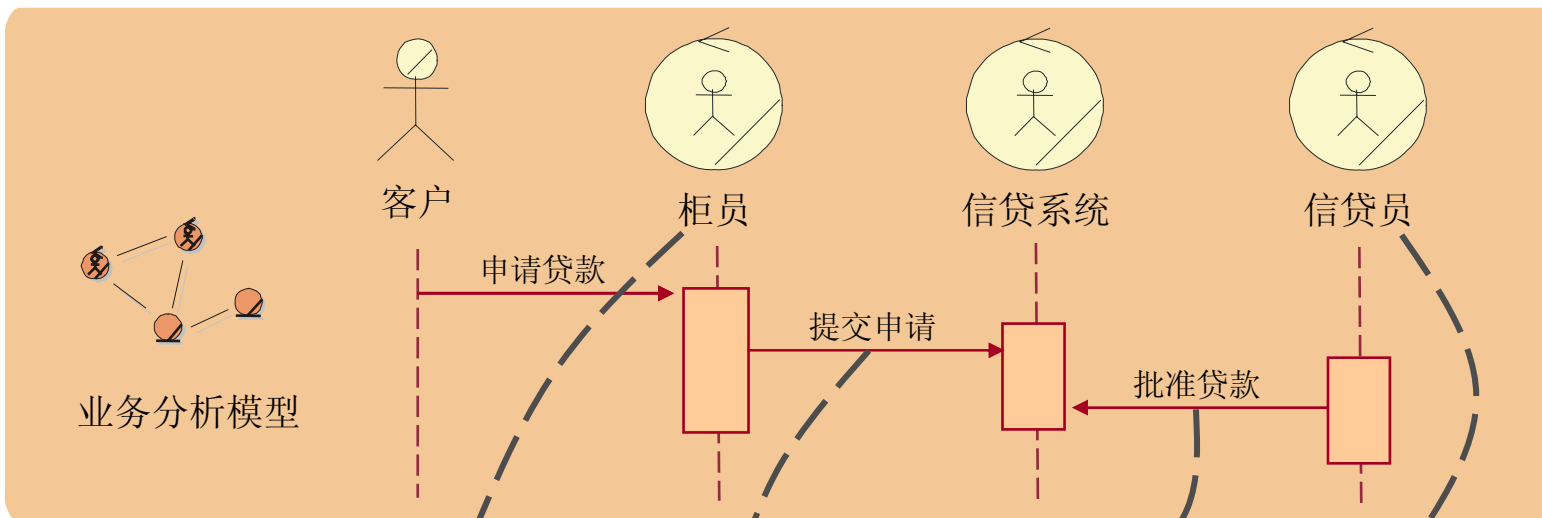 客户
柜员
信贷系统
信贷员
申请贷款
提交申请
批准贷款
业务分析模型